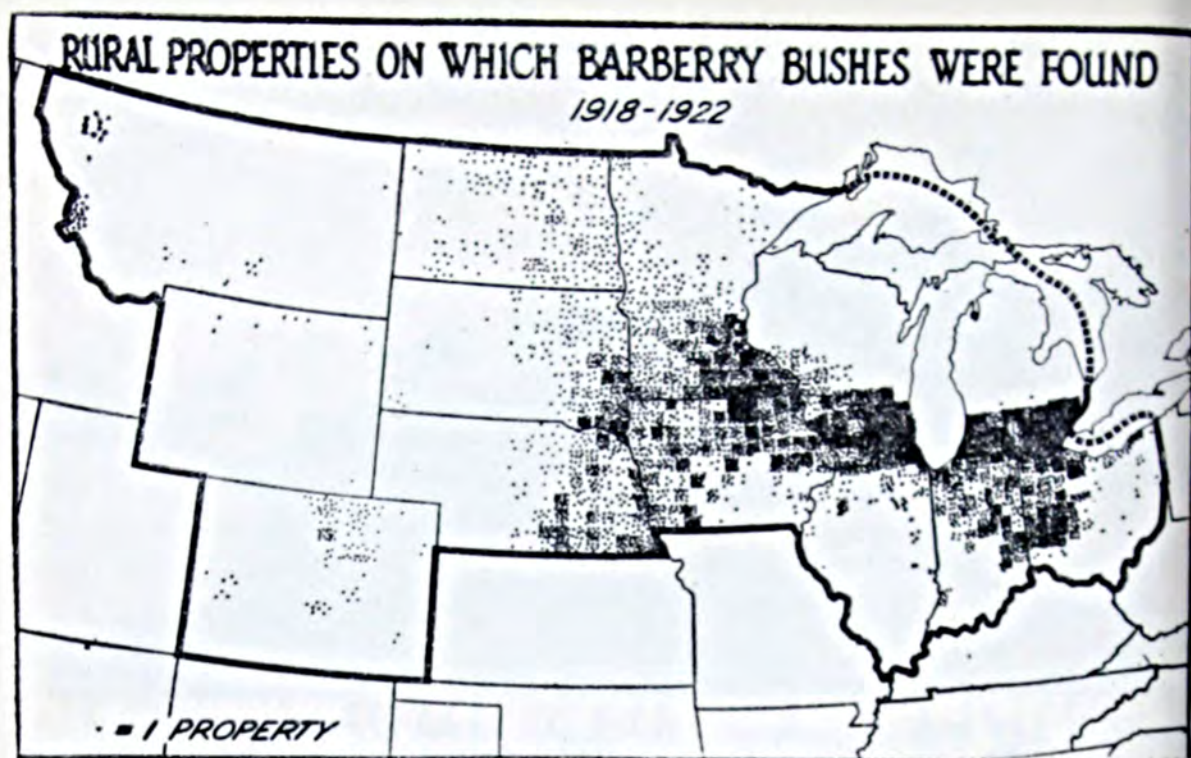 RURAL PROPERTIES ON WHICH BARBERRY BUSHES WERE FOUND
1918-1922
· = 1 PROPERTY